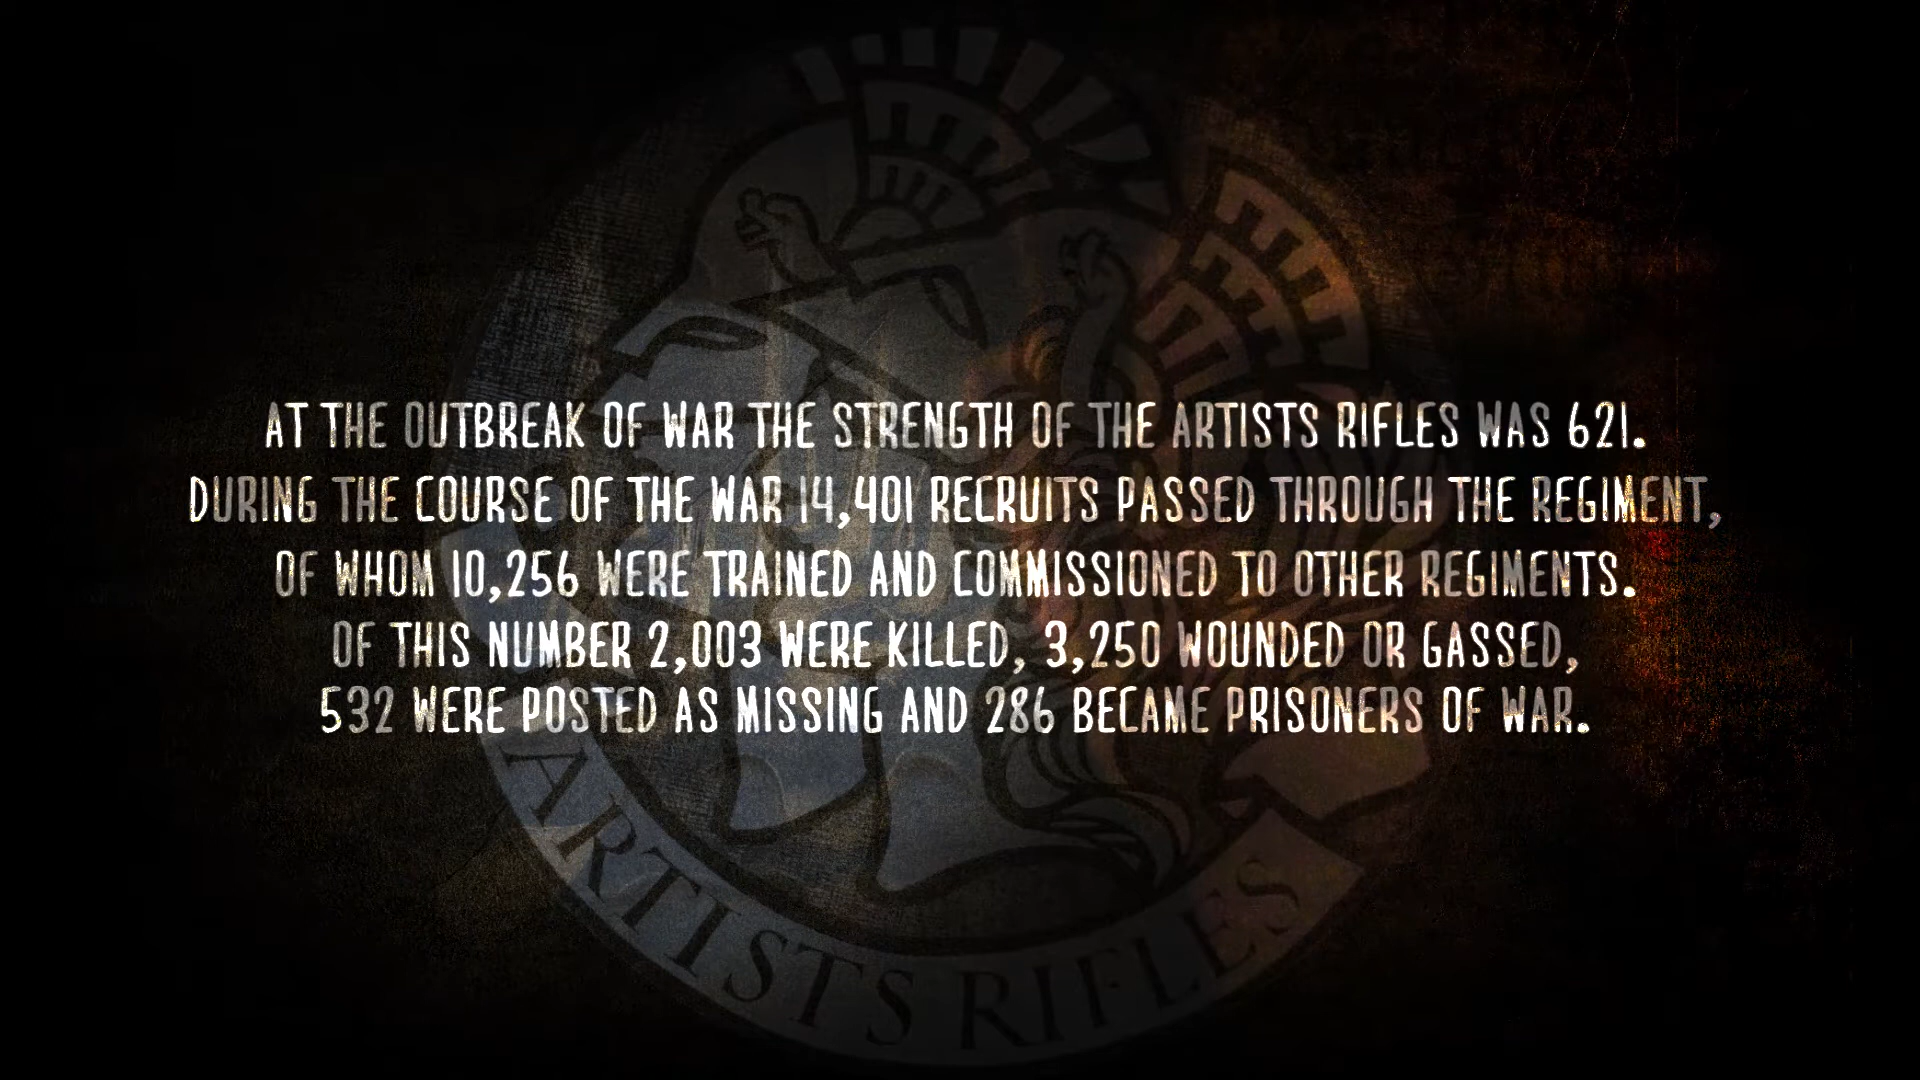 AT THE OUTBREAK OF WAR THE STRENGTH OF THE ARTISTS RIFLES WAS 621.
DURING THE COURSE OF THE WAR 14,401 RECRUITS PASSED THROUGH THE REGIMENT,
OF WHOM 10,256 WERE TRAINED AND COMMISSIONED TO OTHER REGIMENTS.
OF THIS NUMBER 2,003 WERE KILLED, 3,250 WOUNDED OR GASSED,
532 WERE POSTED AS MISSING AND 286 BECAME PRISONERS OF WAR.
ARTISTS RIFLES